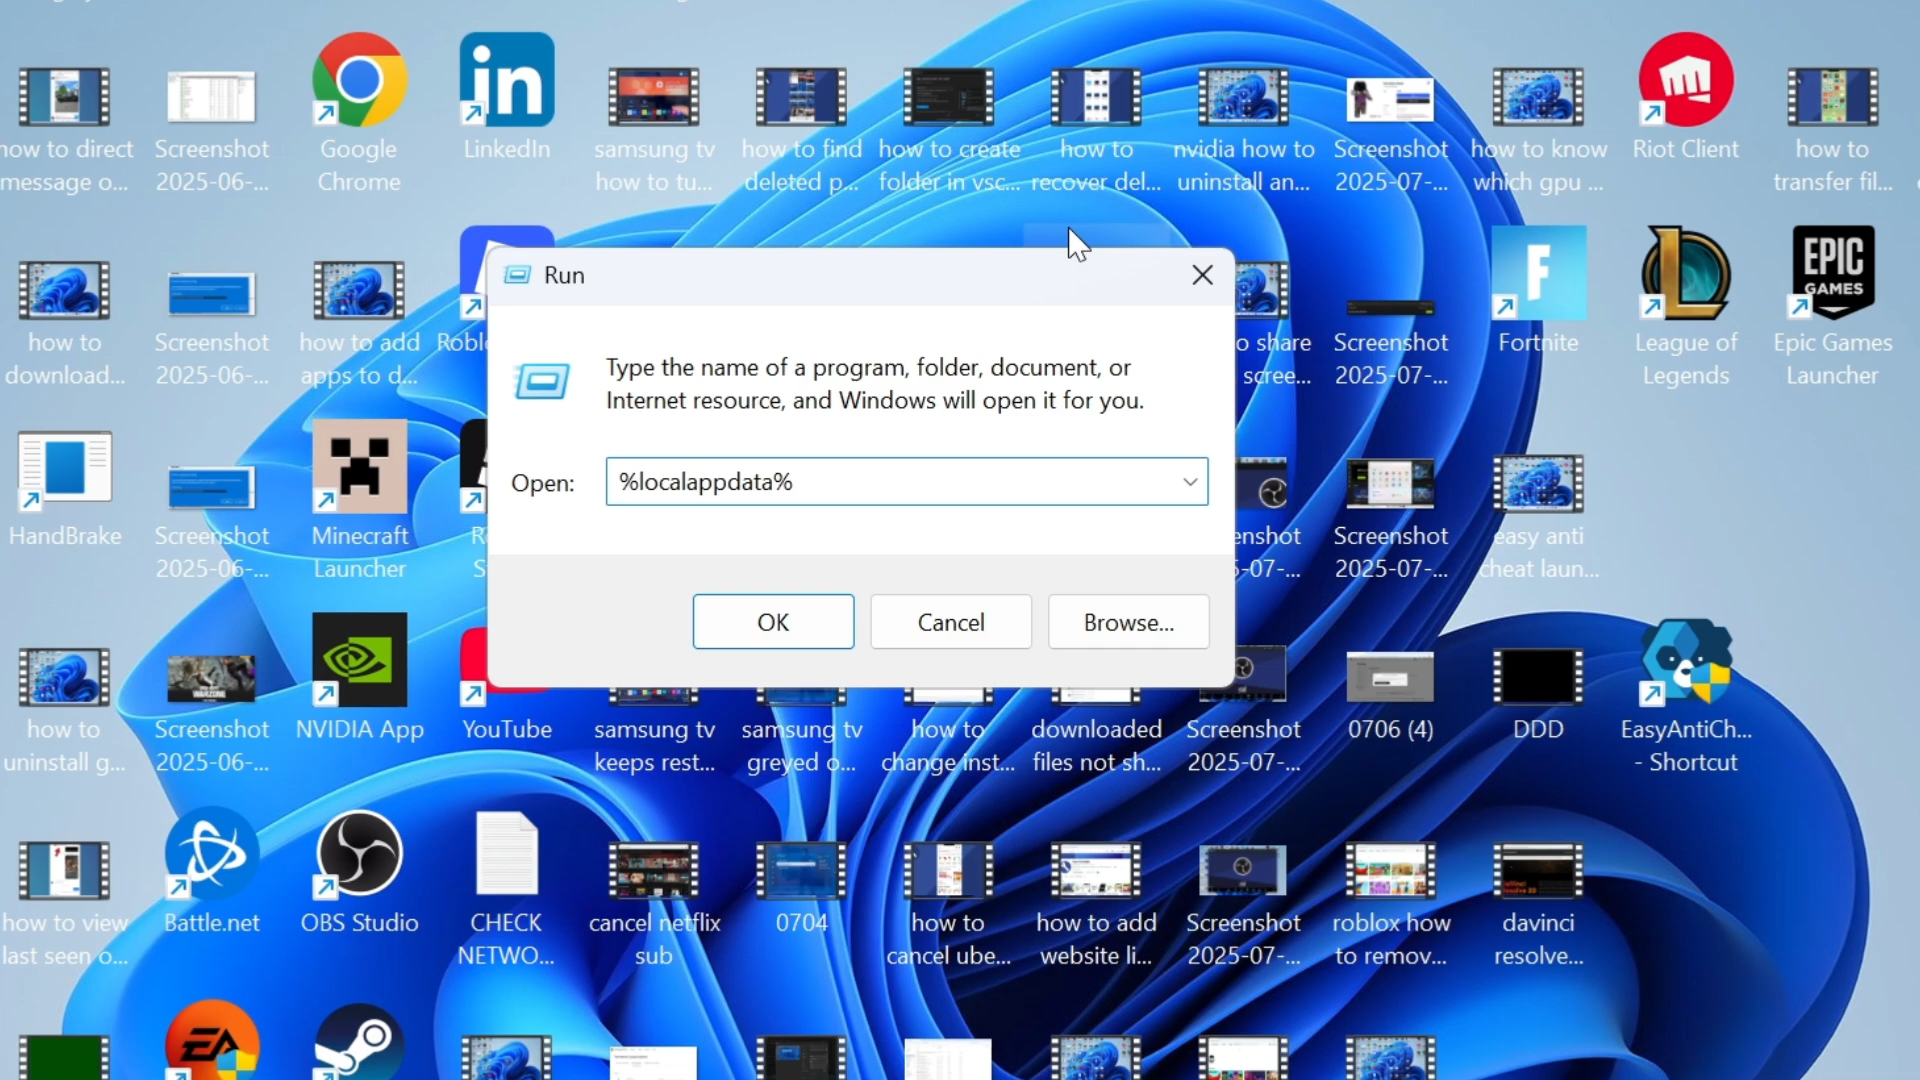 how to direct
message o...
Screenshot
2025-06-...
Google
Chrome
LinkedIn
samsung tv
how to tu...
how to find
deleted p...
how to create
folder in vsc...
how to
recover del...
nvidia how to
uninstall an...
Screenshot
2025-07-...
how to know
which gpu ...
Riot Client
how to
transfer fil...
how to
download...
Screenshot
2025-06-...
how to add
apps to d...
Roblo
Run
Type the name of a program, folder, document, or
Internet resource, and Windows will open it for you.
Open:
%localappdata%
OK
Cancel
Browse...
o share
scree...
Screenshot
2025-07-...
Fortnite
League of
Legends
EPIC
GAMES
Epic Games
Launcher
HandBrake
Screenshot
2025-06-...
Minecraft
Launcher
enshot
5-07-...
Screenshot
2025-07-...
easy anti
cheat laun...
how to
uninstall g...
Screenshot
2025-06-...
NVIDIA App
YouTube
samsung tv
keeps rest...
samsung tv
greyed o...
how to
change inst...
downloaded
files not sh...
Screenshot
2025-07-...
0706 (4)
DDD
EasyAntiCh...
- Shortcut
how to view
last seen o...
Battle.net
OBS Studio
CHECK
NETWO...
cancel netflix
sub
0704
how to
cancel ube...
how to add
website li...
Screenshot
2025-07-...
roblox how
to remov...
davinci
resolve...
EA